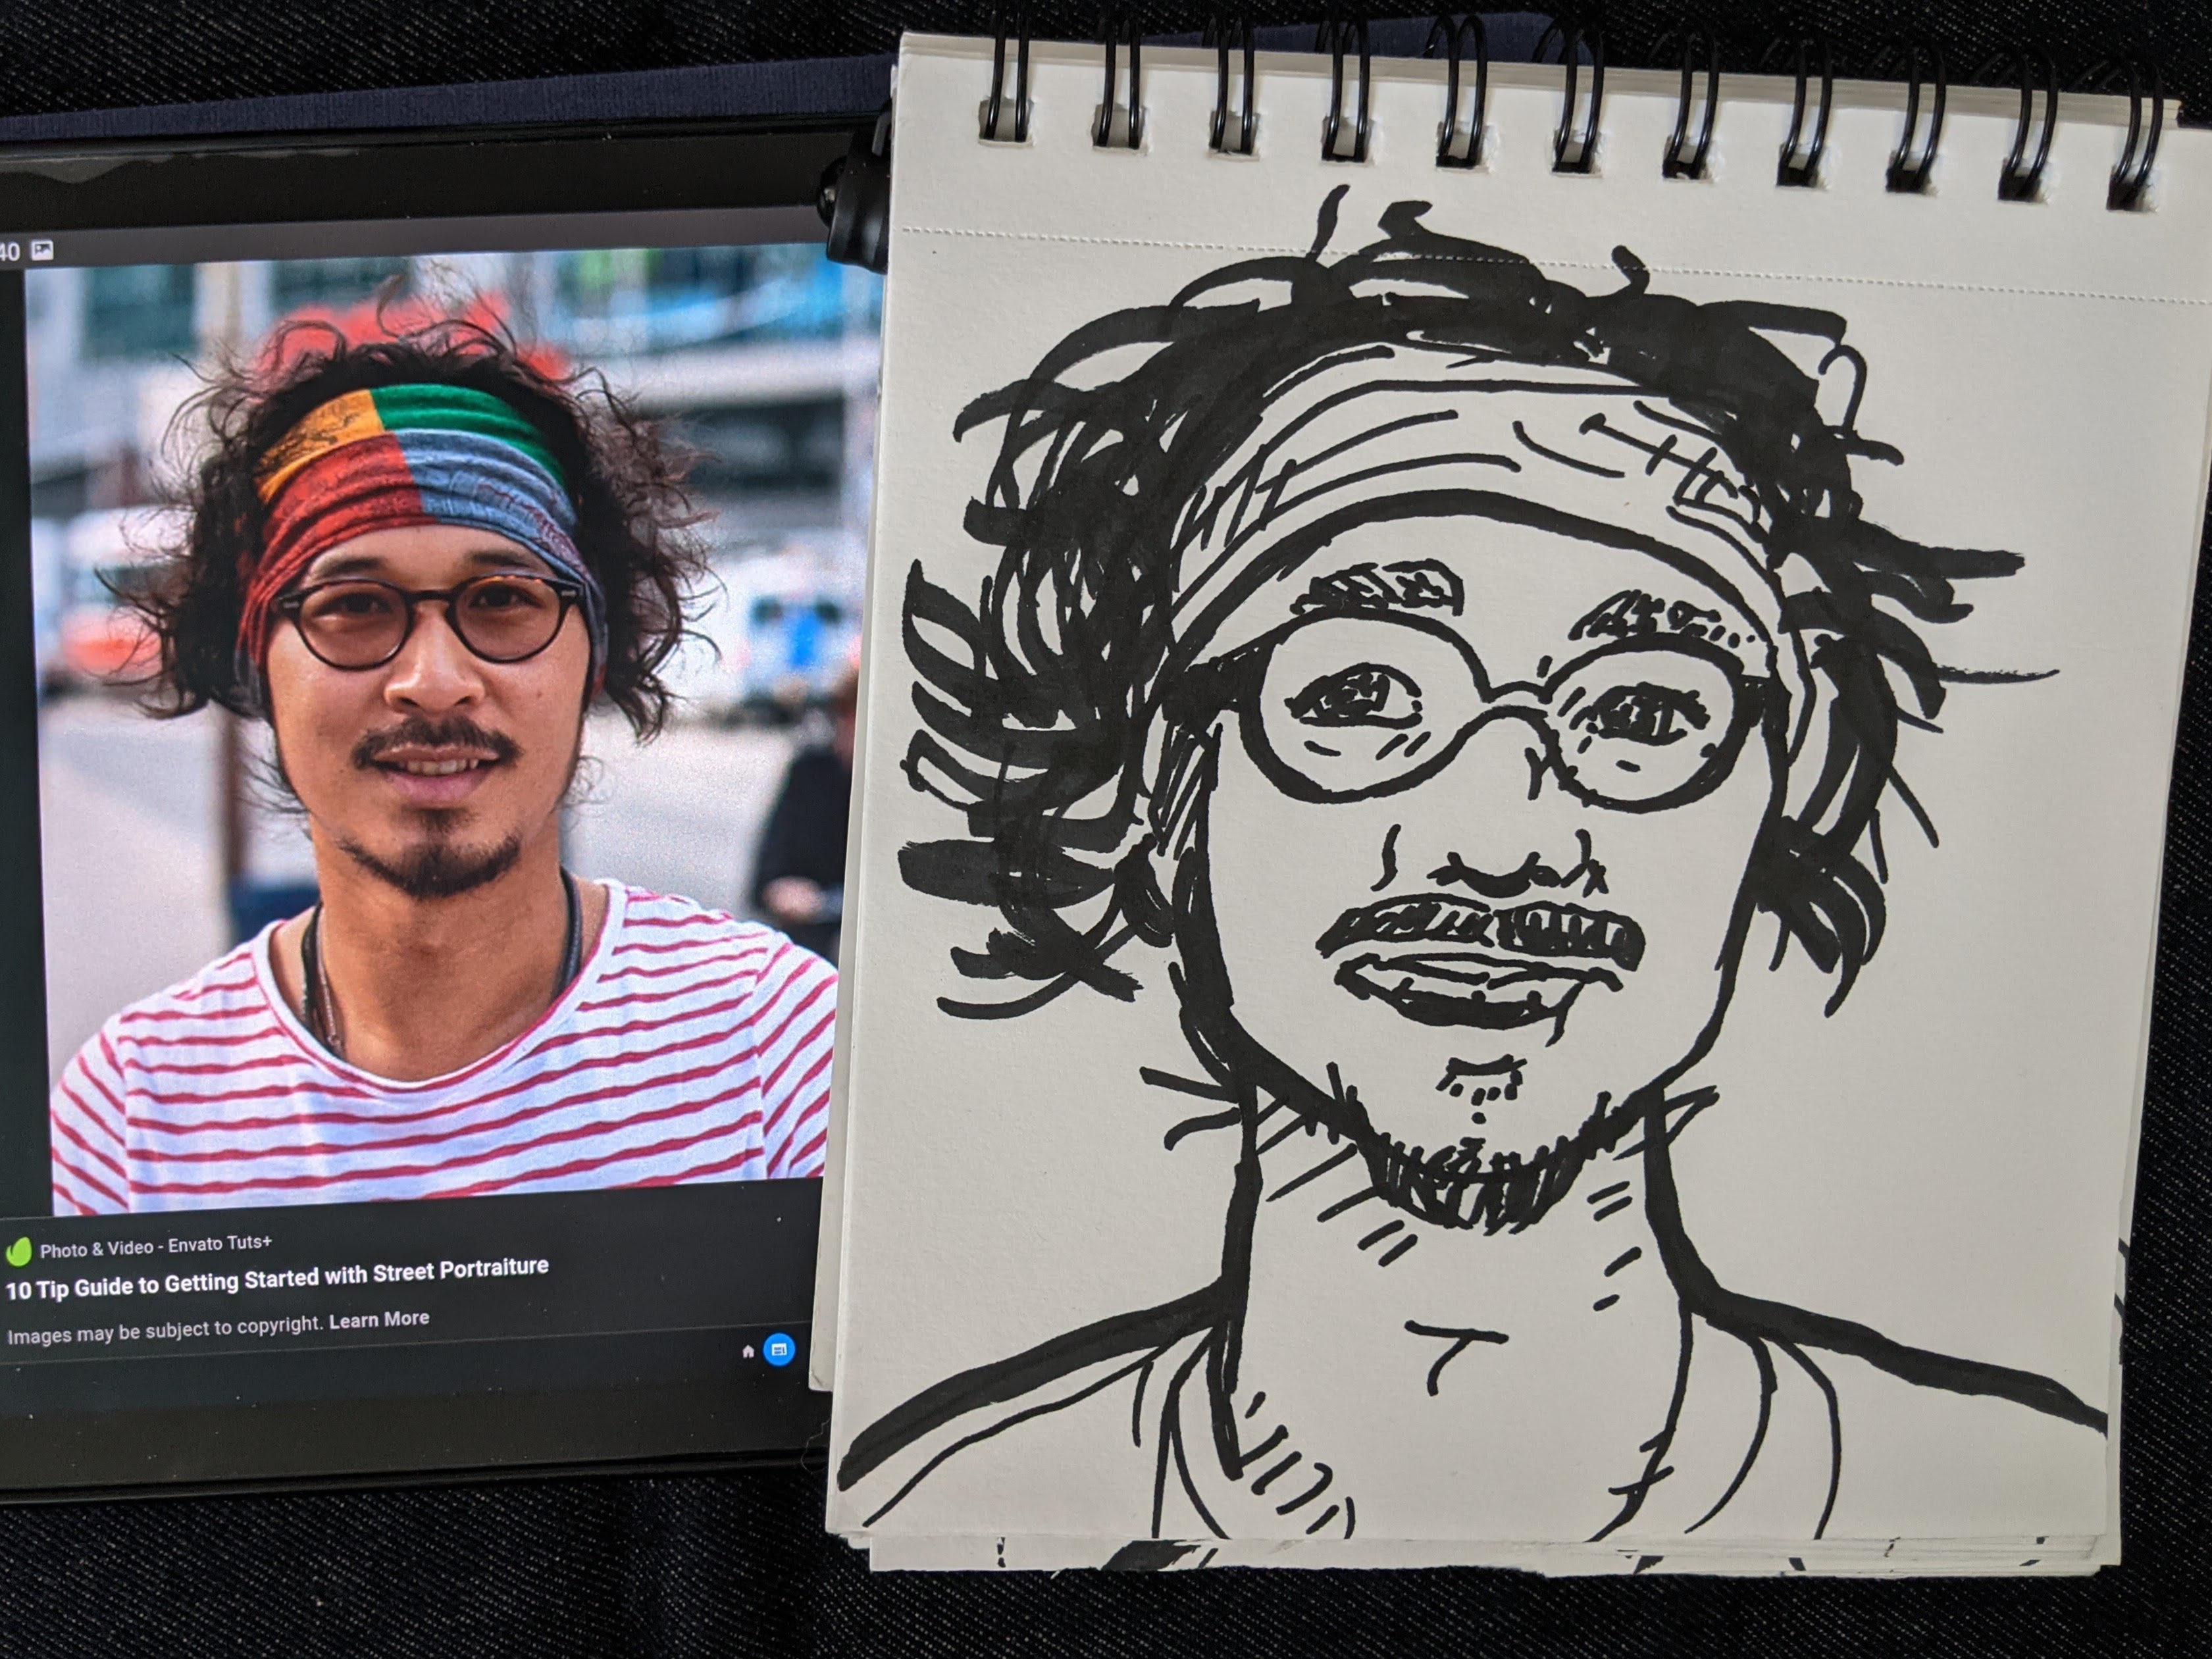 40
Photo & Video - Envato Tuts+
10 Tip Guide to Getting Started with Street Portraiture
Images may be subject to copyright. Learn More